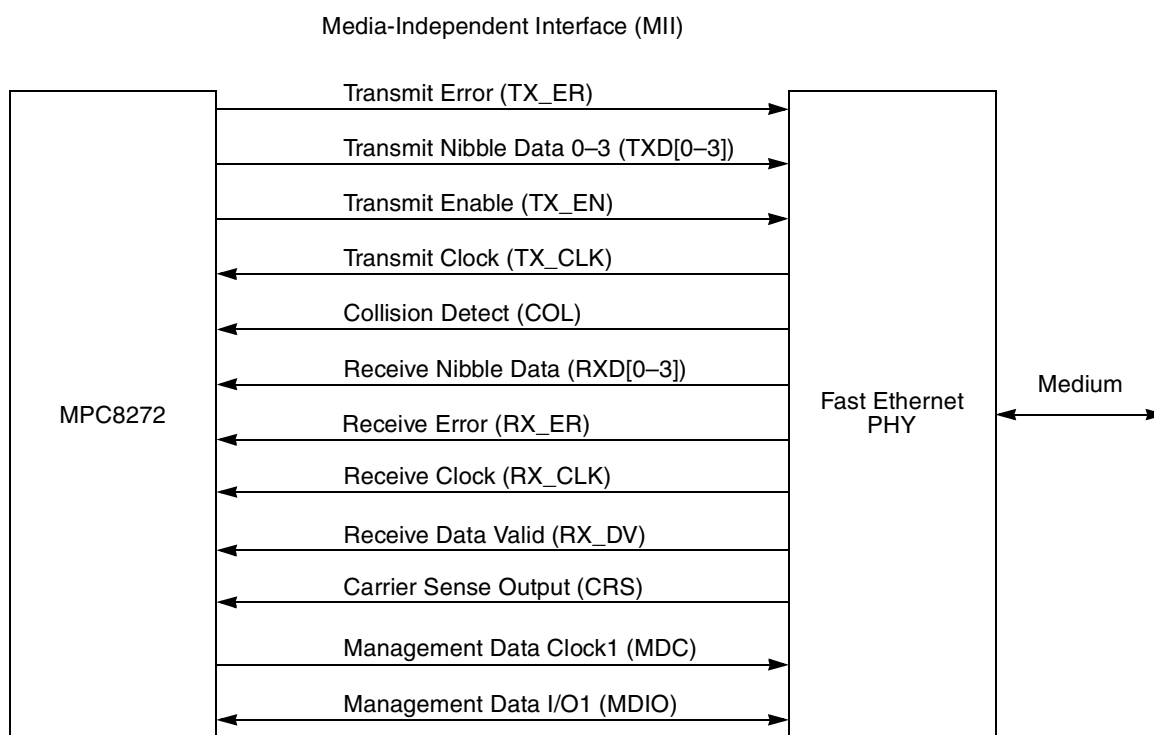 Media-Independent Interface (MII)
Transmit Error (TX_ER)
Transmit Nibble Data 0–3 (TXD[0–3])
Transmit Enable (TX_EN)
Transmit Clock (TX_CLK)
Collision Detect (COL)
Receive Nibble Data (RXD[0–3])
MPC8272
Fast Ethernet
PHY
Medium
Receive Error (RX_ER)
Receive Clock (RX_CLK)
Receive Data Valid (RX_DV)
Carrier Sense Output (CRS)
Management Data Clock1 (MDC)
Management Data I/O1 (MDIO)